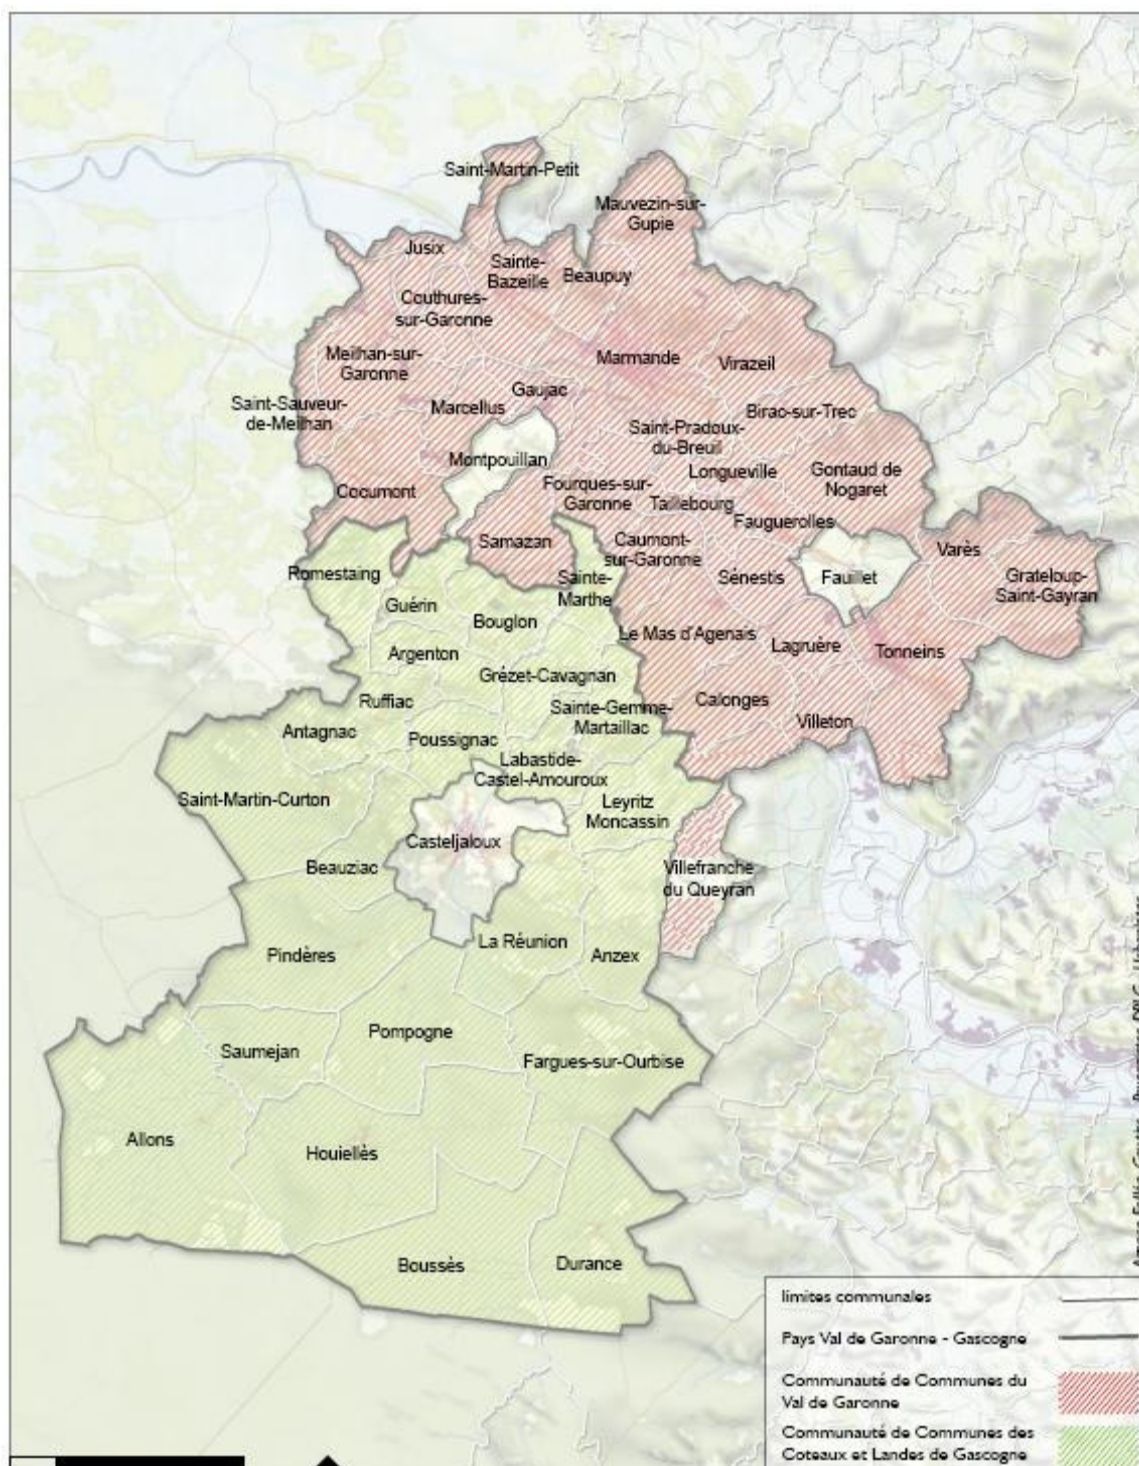 Saint-Martin-Petit
Mauvezin-sur-
Gupie
Jusix
Sainte-
Bazeille
Beaupuy
Couthures-
sur-Garonne
Meilhan-sur-
Garonne
Marmande
Virazeil
Gaujac
Saint-Sauveur-
de-Meilhan
Marcellus
Birac-sur-Trec
Saint-Pradoux-
du-Breuil
Montpouillan
Longueville
Gontaud de
Nogaret
Cocumont
Fourques-sur-
Garonne
Taillebourg
Fauguerolles
Samazan
Caumont-
sur-Garonne
Varès
Romestaing
Sainte-
Marthe
Sénestis
Fauillet
Grateloup-
Saint-Gayran
Guérin
Bouglon
Le Mas d'Agenais
Lagruère
Tonneins
Argenton
Grézet-Cavagnan
Ruffiac
Calonges
Sainte-Gemme-
Martaillac
Villeton
Antagnac
Poussignac
Labastide-
Castel-Amouroux
Saint-Martin-Curton
Leyritz
Moncassin
Casteljaloux
Beauziac
Villefranche
du Queyran
La Réunion
Pindères
Anzex
Pompogne
Saumejan
Fargues-sur-Ourbise
Allons
Houiellès
Boussès
Durance
limites communales
Pays Val de Garonne - Gascogne
Communauté de Communes du
Val de Garonne
Communauté de Communes des
Coteaux et Landes de Gascogne